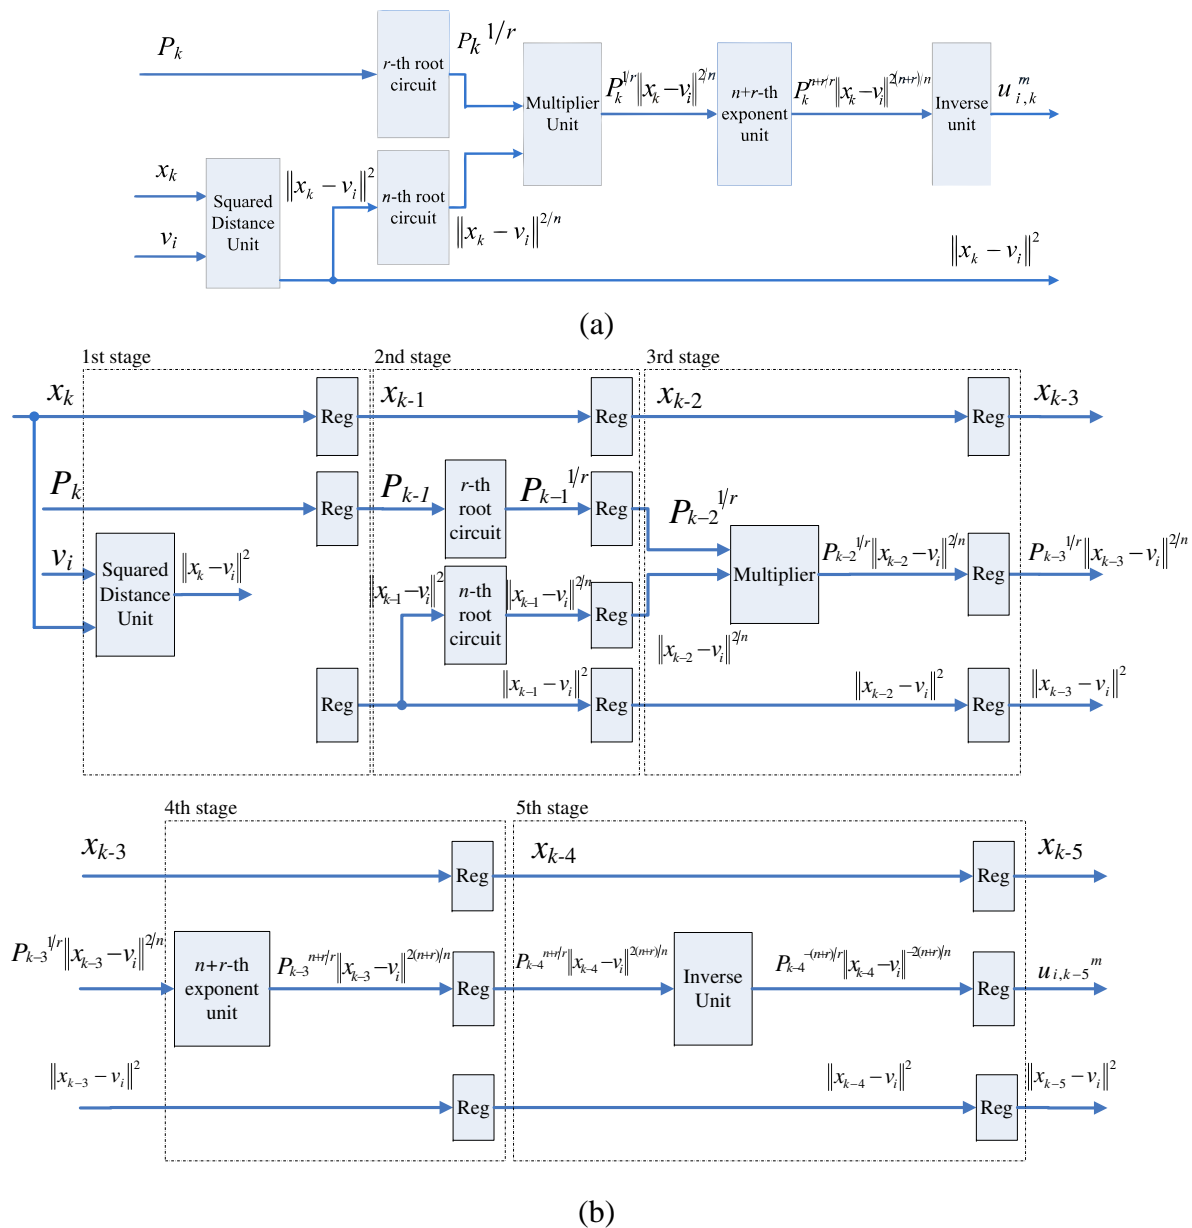 P_k
r-th root
circuit
P_k^{1/r}
Multiplier
Unit
P_k^{1/r}‖x_k−v_i‖^{2/n}
n+r-th
exponent
unit
P_k^{n+r/r}‖x_k−v_i‖^{2(n+r)/n}
Inverse
unit
u_{i,k}^m
x_k
v_i
Squared
Distance
Unit
‖x_k − v_i‖^2
n-th root
circuit
‖x_k − v_i‖^{2/n}
‖x_k − v_i‖^2
(a)
1st stage
2nd stage
3rd stage
x_k
Reg
x_{k-1}
Reg
x_{k-2}
Reg
x_{k-3}
P_k
Reg
P_{k-1}
r-th
root
circuit
P_{k−1}^{1/r}
Reg
P_{k−2}^{1/r}
v_i
Squared
Distance
Unit
‖x_k − v_i‖^2
‖x_{k−1} − v_i‖^2
n-th
root
circuit
‖x_{k−1} − v_i‖^{2/n}
Reg
‖x_{k−2} − v_i‖^{2/n}
Multiplier
P_{k−2}^{1/r}‖x_{k−2} − v_i‖^{2/n}
Reg
P_{k−3}^{1/r}‖x_{k−3} − v_i‖^{2/n}
Reg
‖x_{k−1} − v_i‖^2
Reg
‖x_{k−2} − v_i‖^2
Reg
‖x_{k−3} − v_i‖^2
4th stage
5th stage
x_{k-3}
Reg
x_{k-4}
Reg
x_{k-5}
P_{k−3}^{1/r}‖x_{k−3} − v_i‖^{2/n}
n+r-th
exponent
unit
P_{k−3}^{n+r/r}‖x_{k−3} − v_i‖^{2(n+r)/n}
Reg
P_{k−4}^{n+r/r}‖x_{k−4} − v_i‖^{2(n+r)/n}
Inverse
Unit
P_{k−4}^{−(n+r)/r}‖x_{k−4} − v_i‖^{−2(n+r)/n}
Reg
u_{i,k−5}^m
‖x_{k−3} − v_i‖^2
Reg
‖x_{k−4} − v_i‖^2
Reg
‖x_{k−5} − v_i‖^2
(b)